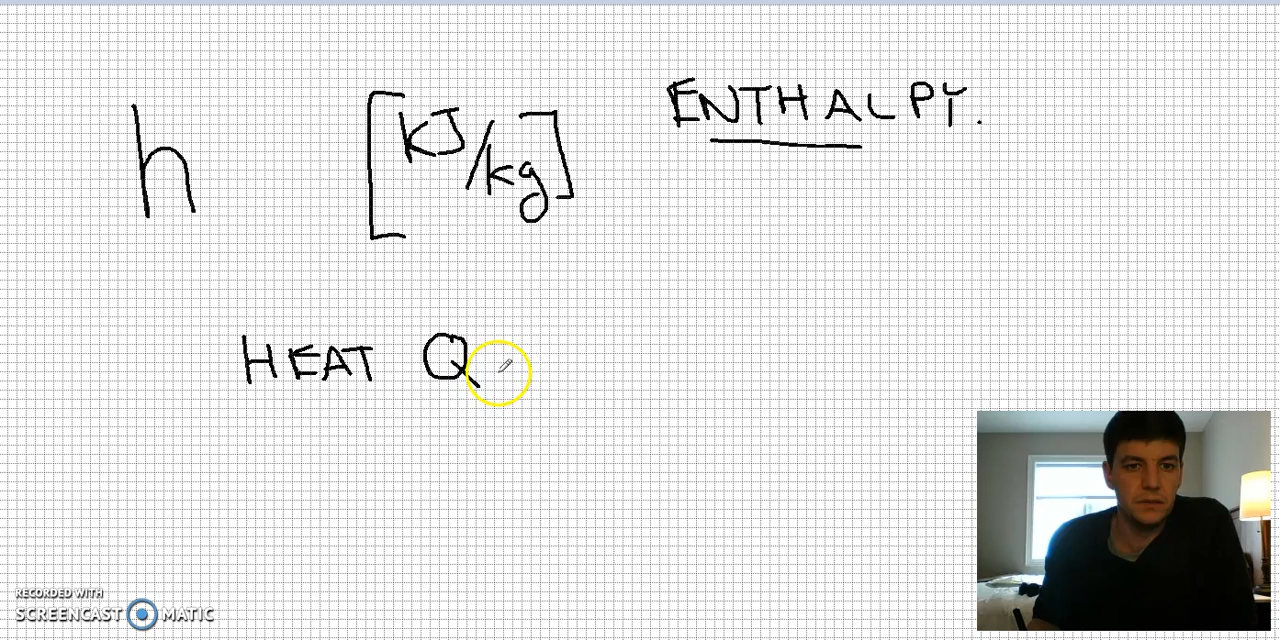 h [kJ/kg] ENTHALPY.
HEAT Q
RECORDED WITH
SCREENCAST MATIC